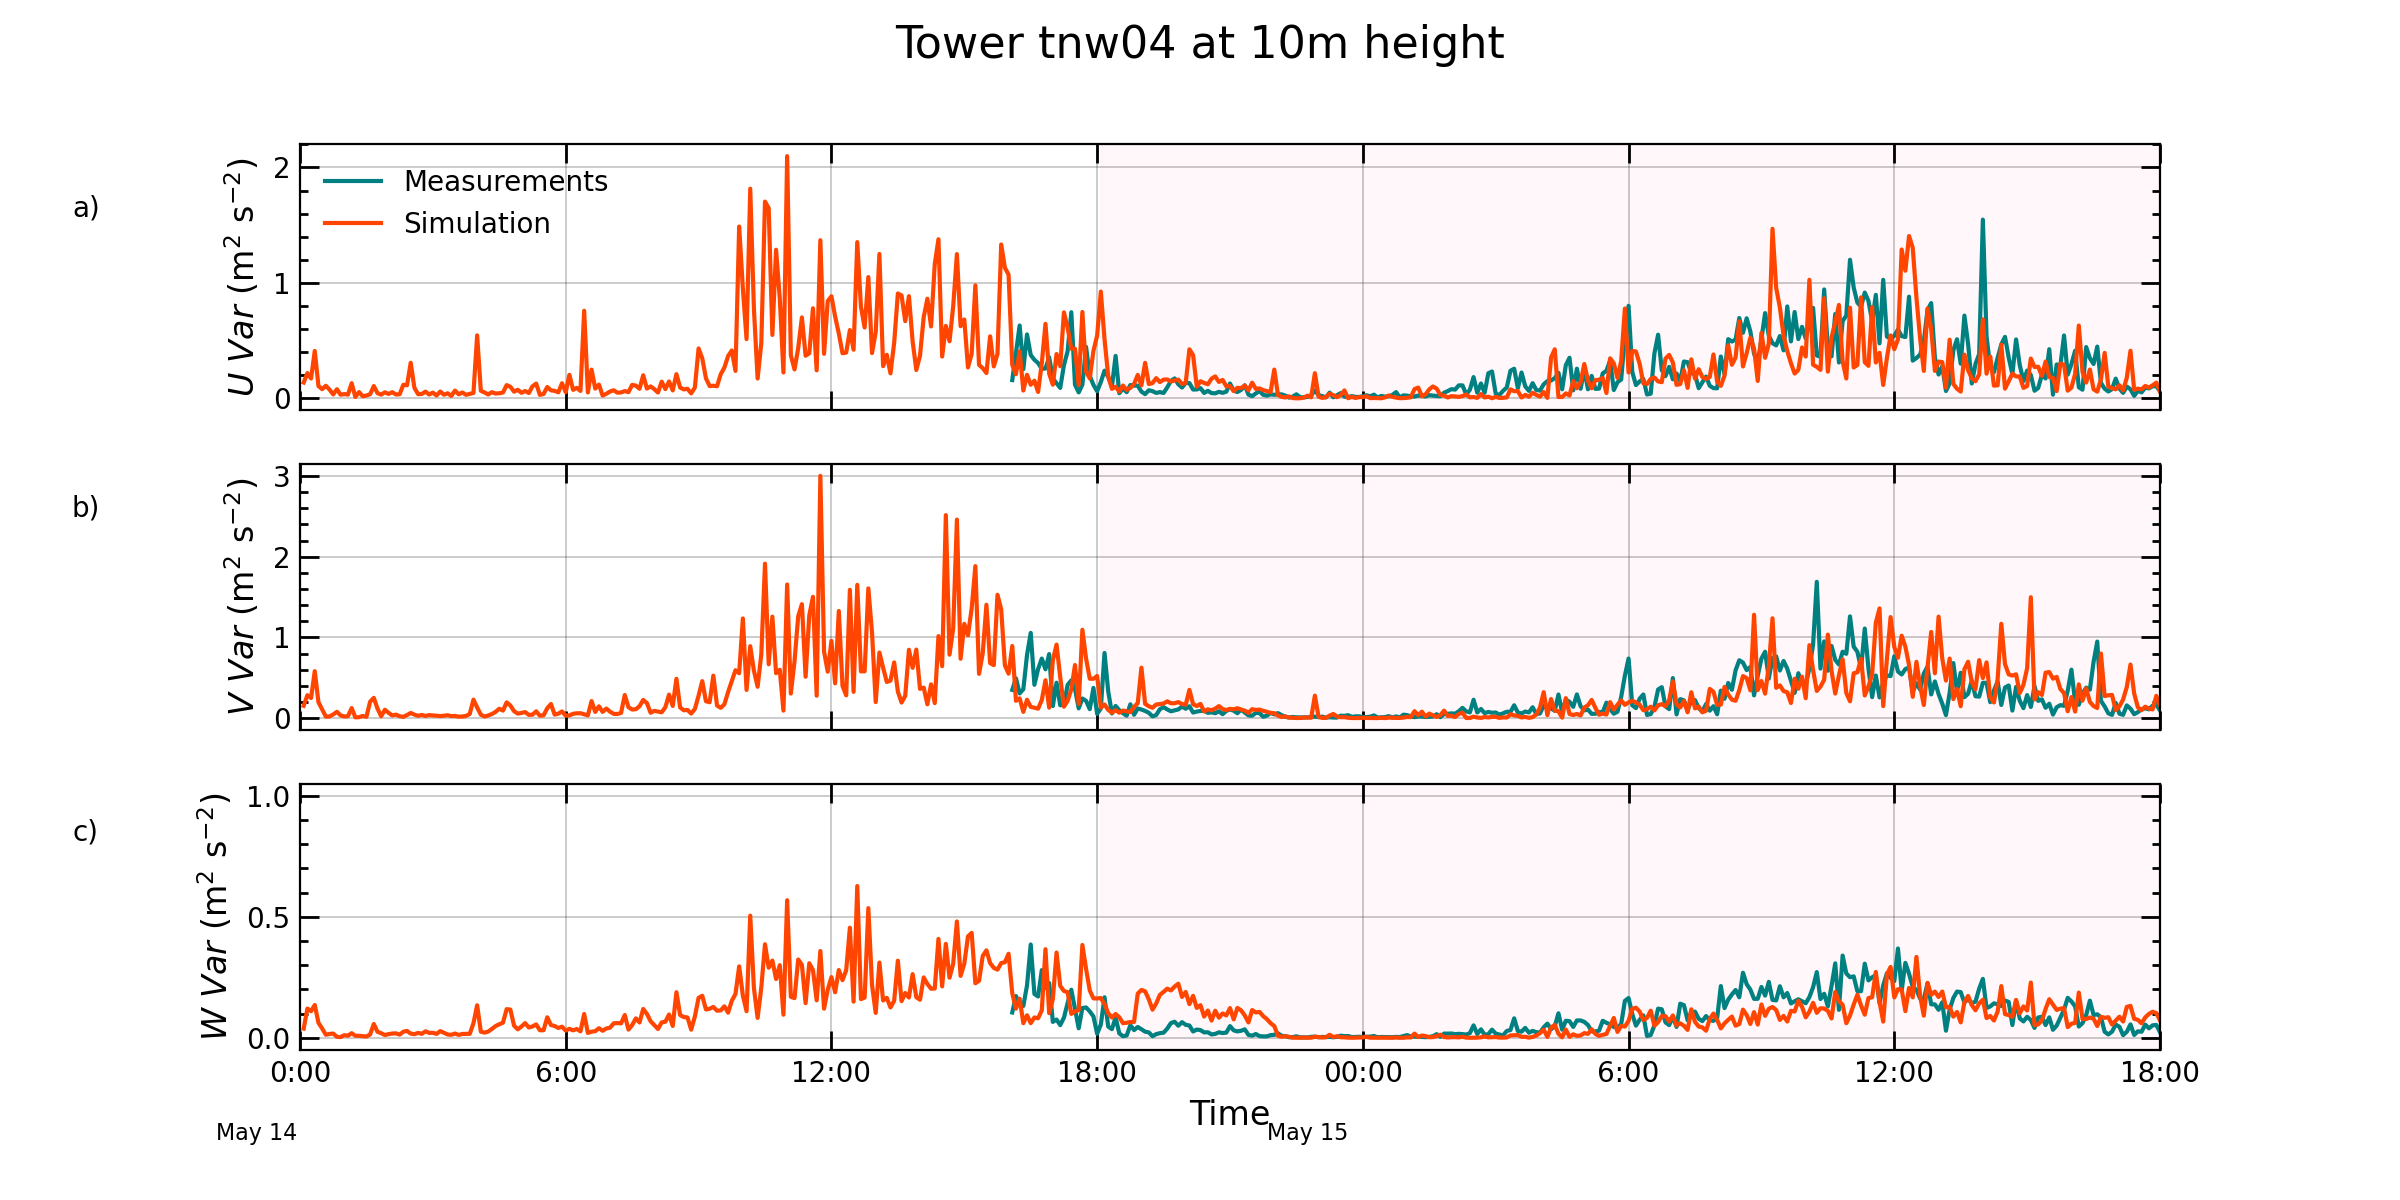 Tower tnw04 at 10m height
a)
U Var (m² s⁻²)
2
1
0
Measurements
Simulation
b)
V Var (m² s⁻²)
3
2
1
0
c)
W Var (m² s⁻²)
1.0
0.5
0.0
0:00 6:00 12:00 18:00 00:00 6:00 12:00 18:00
Time
May 14 May 15